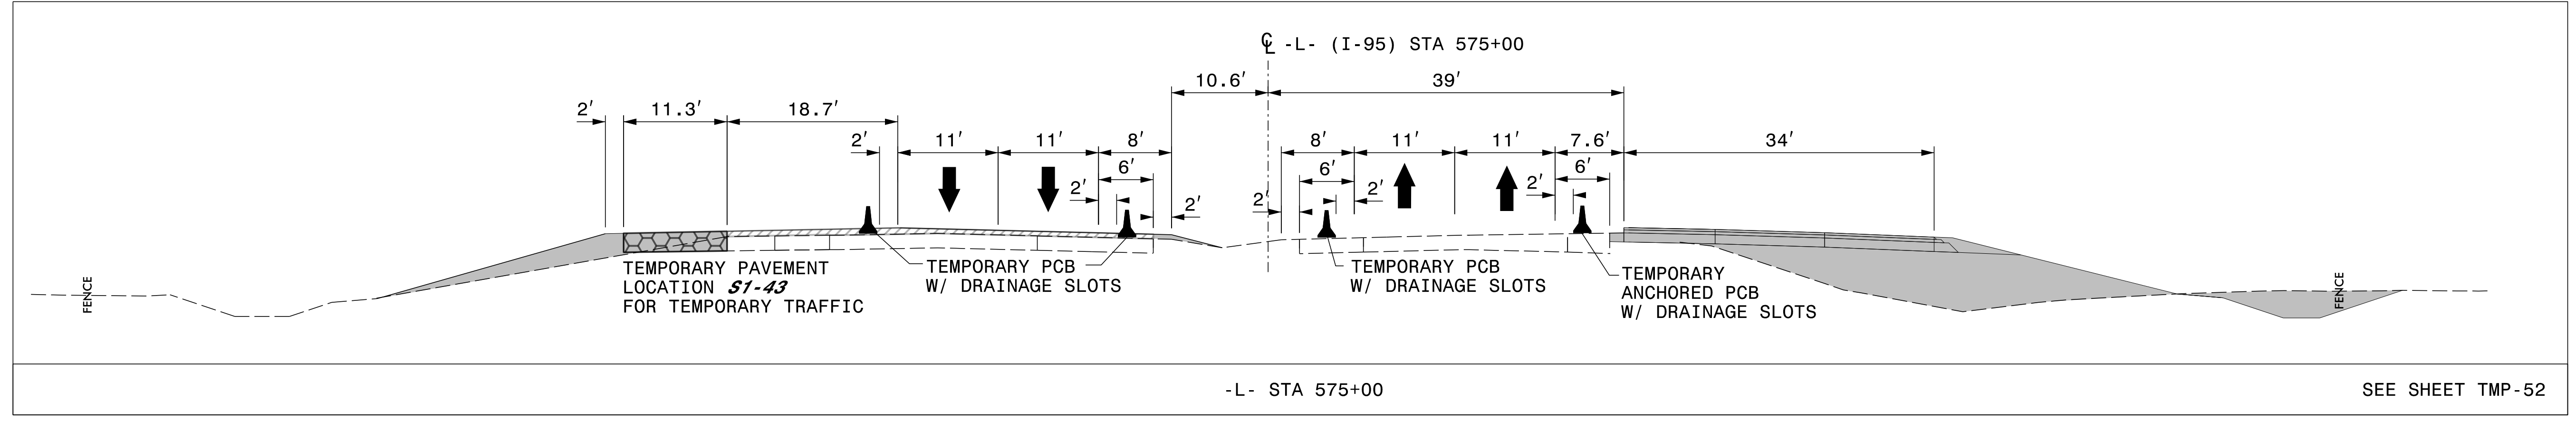 ℄ -L- (I-95) STA 575+00
10.6' 39'
2' 11.3' 18.7'
2' 11' 11' 8' 8' 11' 11' 7.6' 34'
6' 6' 6'
2' 2' 2'
2' 2'
FENCE
TEMPORARY PAVEMENT
LOCATION S1-43
FOR TEMPORARY TRAFFIC
TEMPORARY PCB
W/ DRAINAGE SLOTS
TEMPORARY PCB
W/ DRAINAGE SLOTS
TEMPORARY
ANCHORED PCB
W/ DRAINAGE SLOTS
FENCE
-L- STA 575+00
SEE SHEET TMP-52